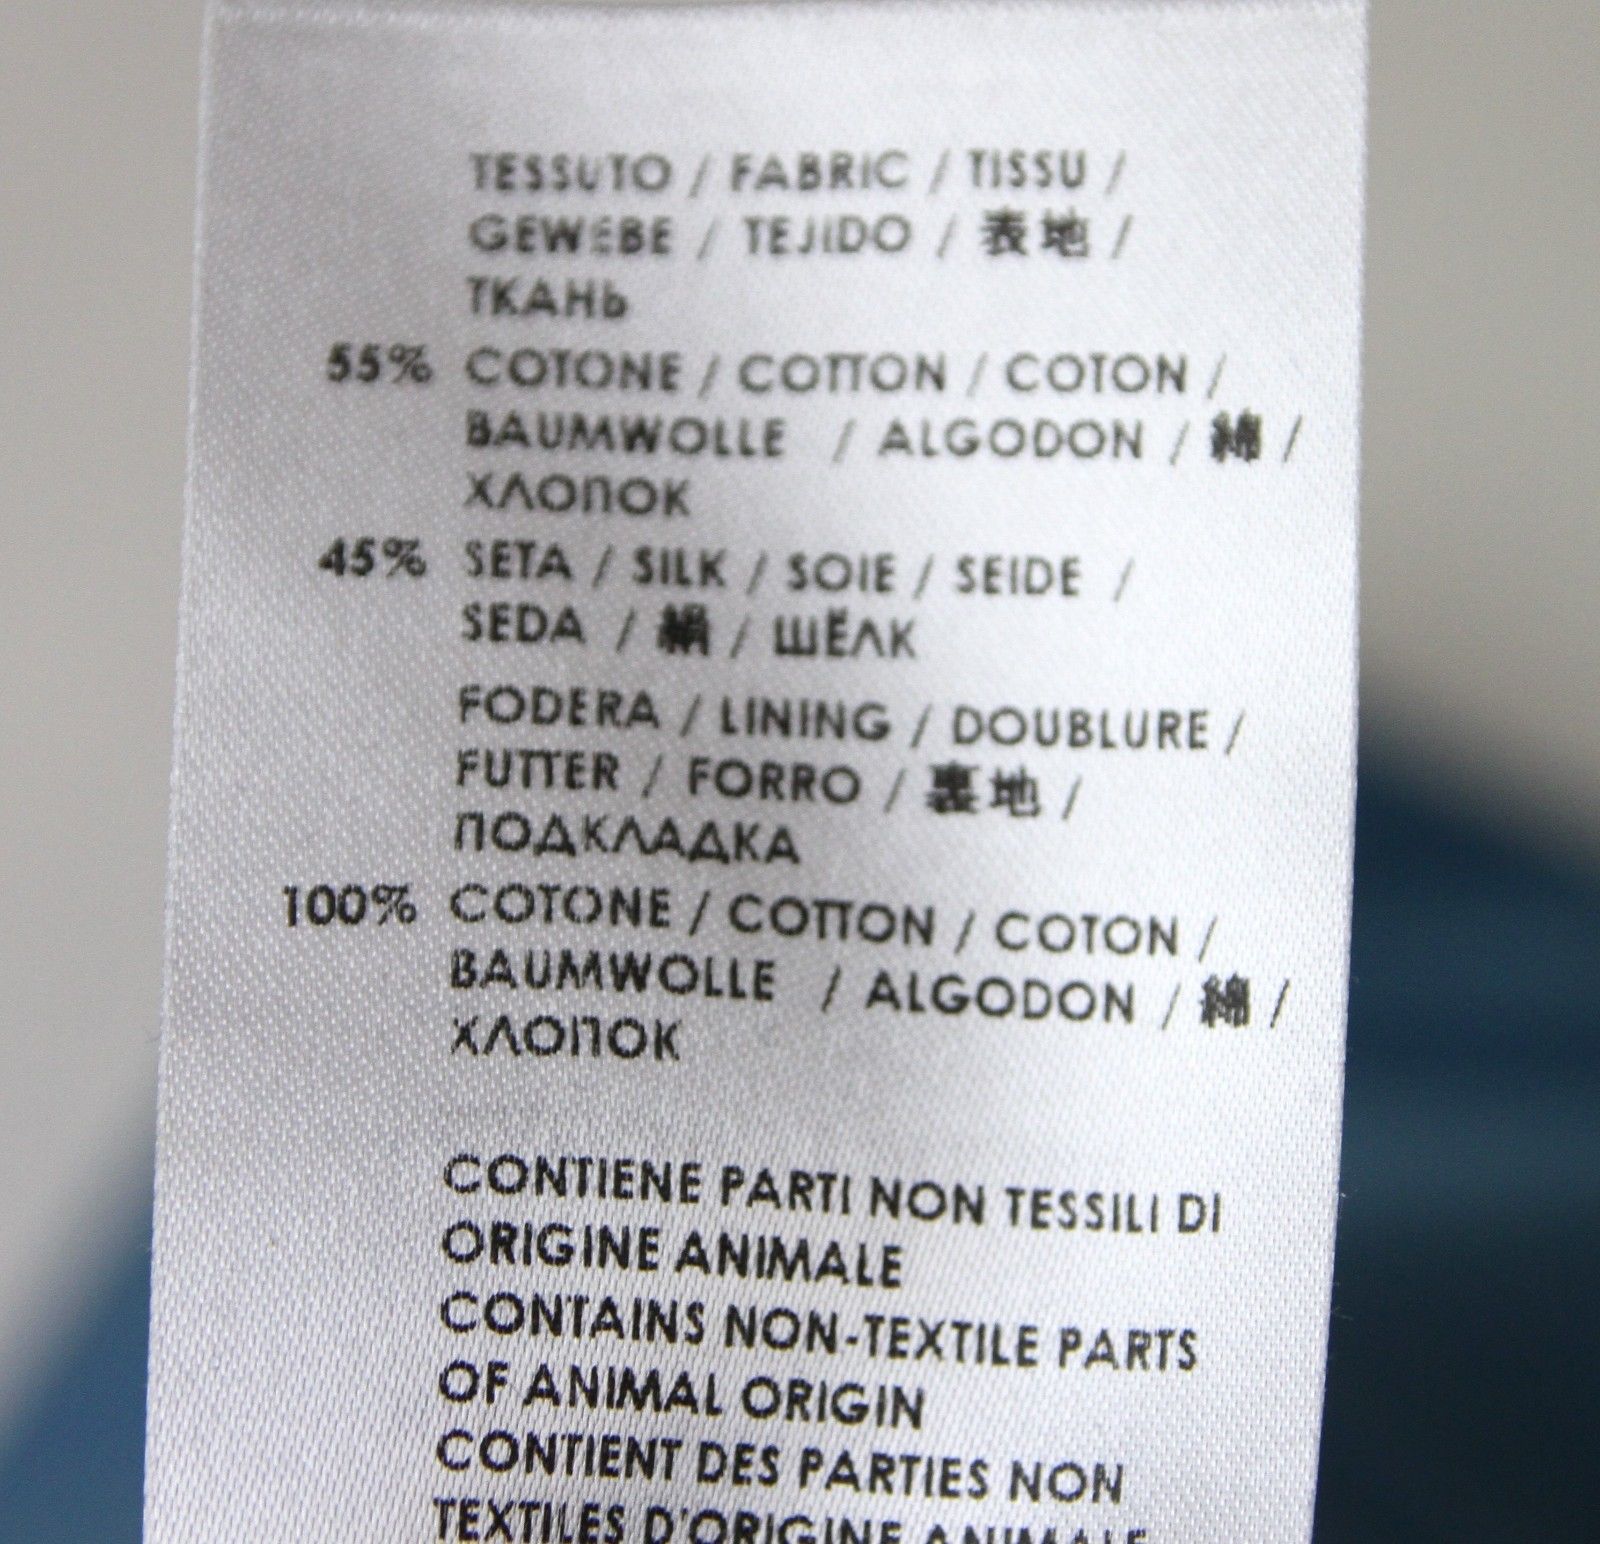 TESSUTO / FABRIC / TISSU /
GEWEBE / TEJIDO / 表地 /
ТКАНЬ
55% COTONE / COTTON / COTON /
BAUMWOLLE / ALGODON / 綿 /
ХЛОПОК
45% SETA / SILK / SOIE / SEIDE /
SEDA / 絹 / ШЁЛК
FODERA / LINING / DOUBLURE /
FUTTER / FORRO / 裏地 /
ПОДКЛАДКА
100% COTONE / COTTON / COTON /
BAUMWOLLE / ALGODON / 綿 /
ХЛОПОК
CONTIENE PARTI NON TESSILI DI
ORIGINE ANIMALE
CONTAINS NON-TEXTILE PARTS
OF ANIMAL ORIGIN
CONTIENT DES PARTIES NON
TEXTILES D'ORIGINE ANIMALE